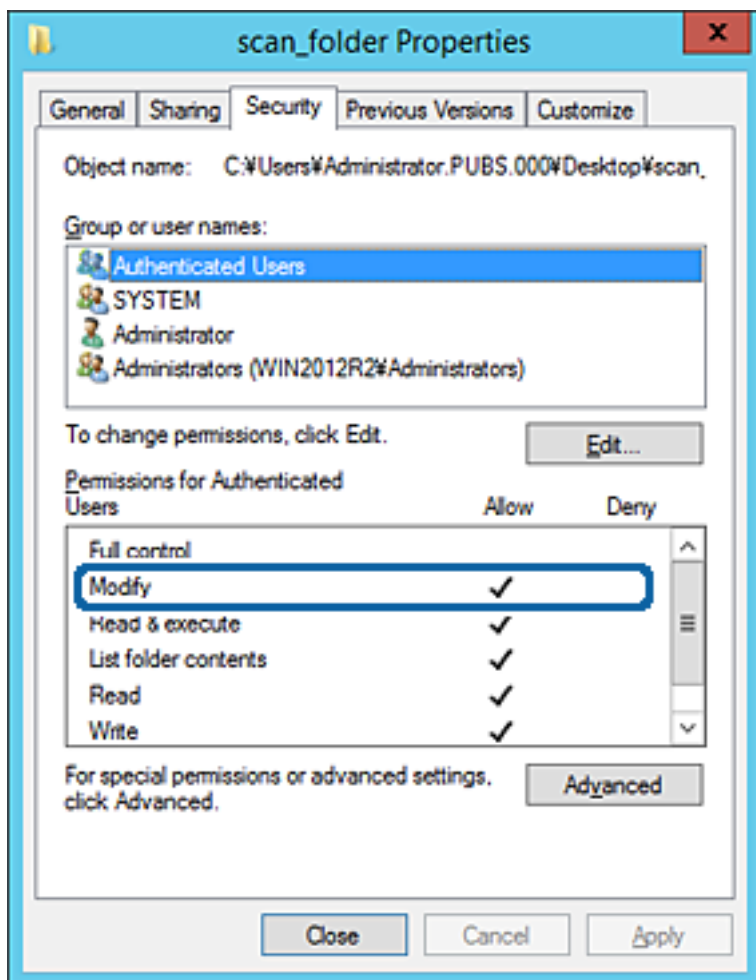 scan_folder Properties
General Sharing Security Previous Versions Customize
Object name: C:¥Users¥Administrator.PUBS.000¥Desktop¥scan_
Group or user names:
Authenticated Users
SYSTEM
Administrator
Administrators (WIN2012R2¥Administrators)
To change permissions, click Edit.
Edit...
Permissions for Authenticated
Users Allow Deny
Full control
Modify
Read & execute
List folder contents
Read
Write
For special permissions or advanced settings,
click Advanced.
Advanced
Close Cancel Apply